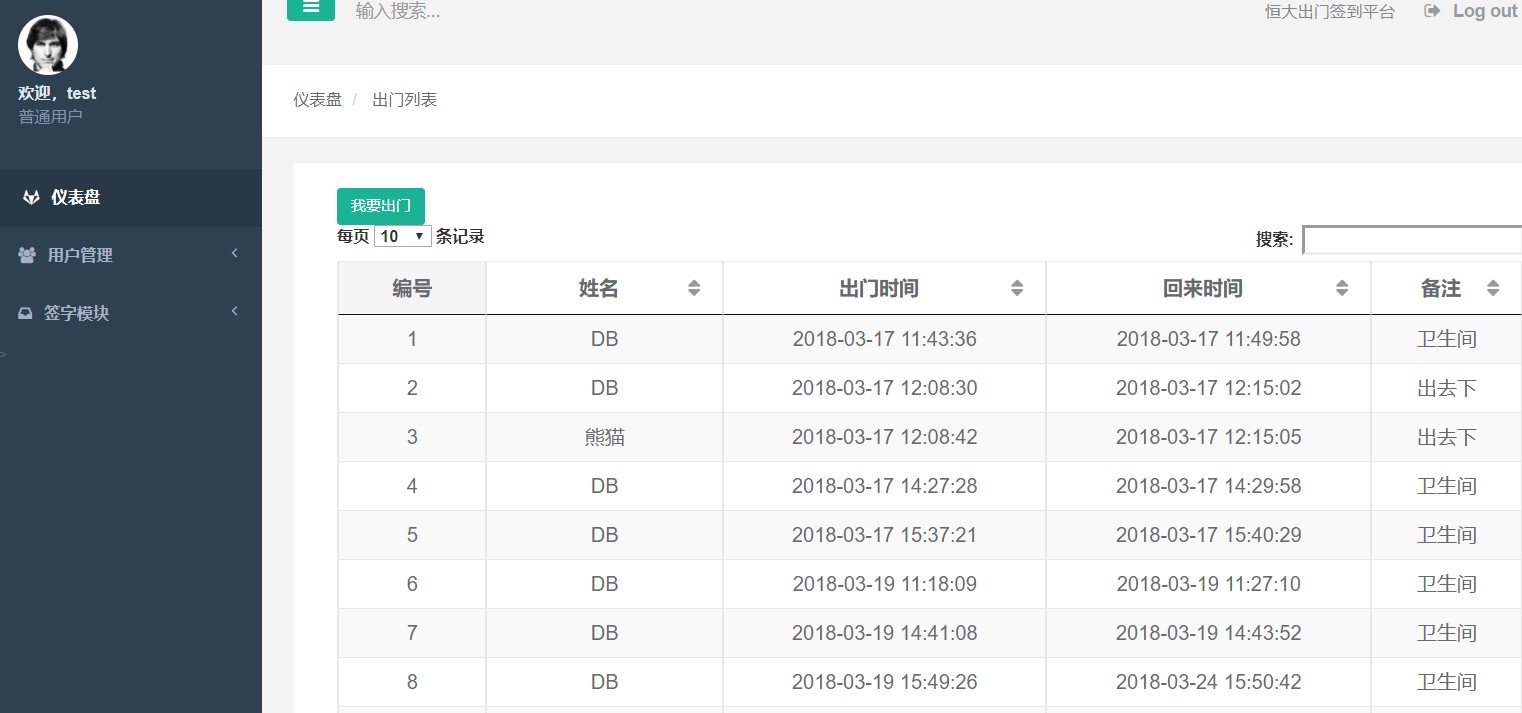 输入搜索...
恒大出门签到平台 Log out
欢迎，test
普通用户
仪表盘 / 出门列表
仪表盘
用户管理
签字模块
>
我要出门
每页 10 条记录
搜索:
编号 姓名 出门时间 回来时间 备注
1 DB 2018-03-17 11:43:36 2018-03-17 11:49:58 卫生间
2 DB 2018-03-17 12:08:30 2018-03-17 12:15:02 出去下
3 熊猫 2018-03-17 12:08:42 2018-03-17 12:15:05 出去下
4 DB 2018-03-17 14:27:28 2018-03-17 14:29:58 卫生间
5 DB 2018-03-17 15:37:21 2018-03-17 15:40:29 卫生间
6 DB 2018-03-19 11:18:09 2018-03-19 11:27:10 卫生间
7 DB 2018-03-19 14:41:08 2018-03-19 14:43:52 卫生间
8 DB 2018-03-19 15:49:26 2018-03-24 15:50:42 卫生间